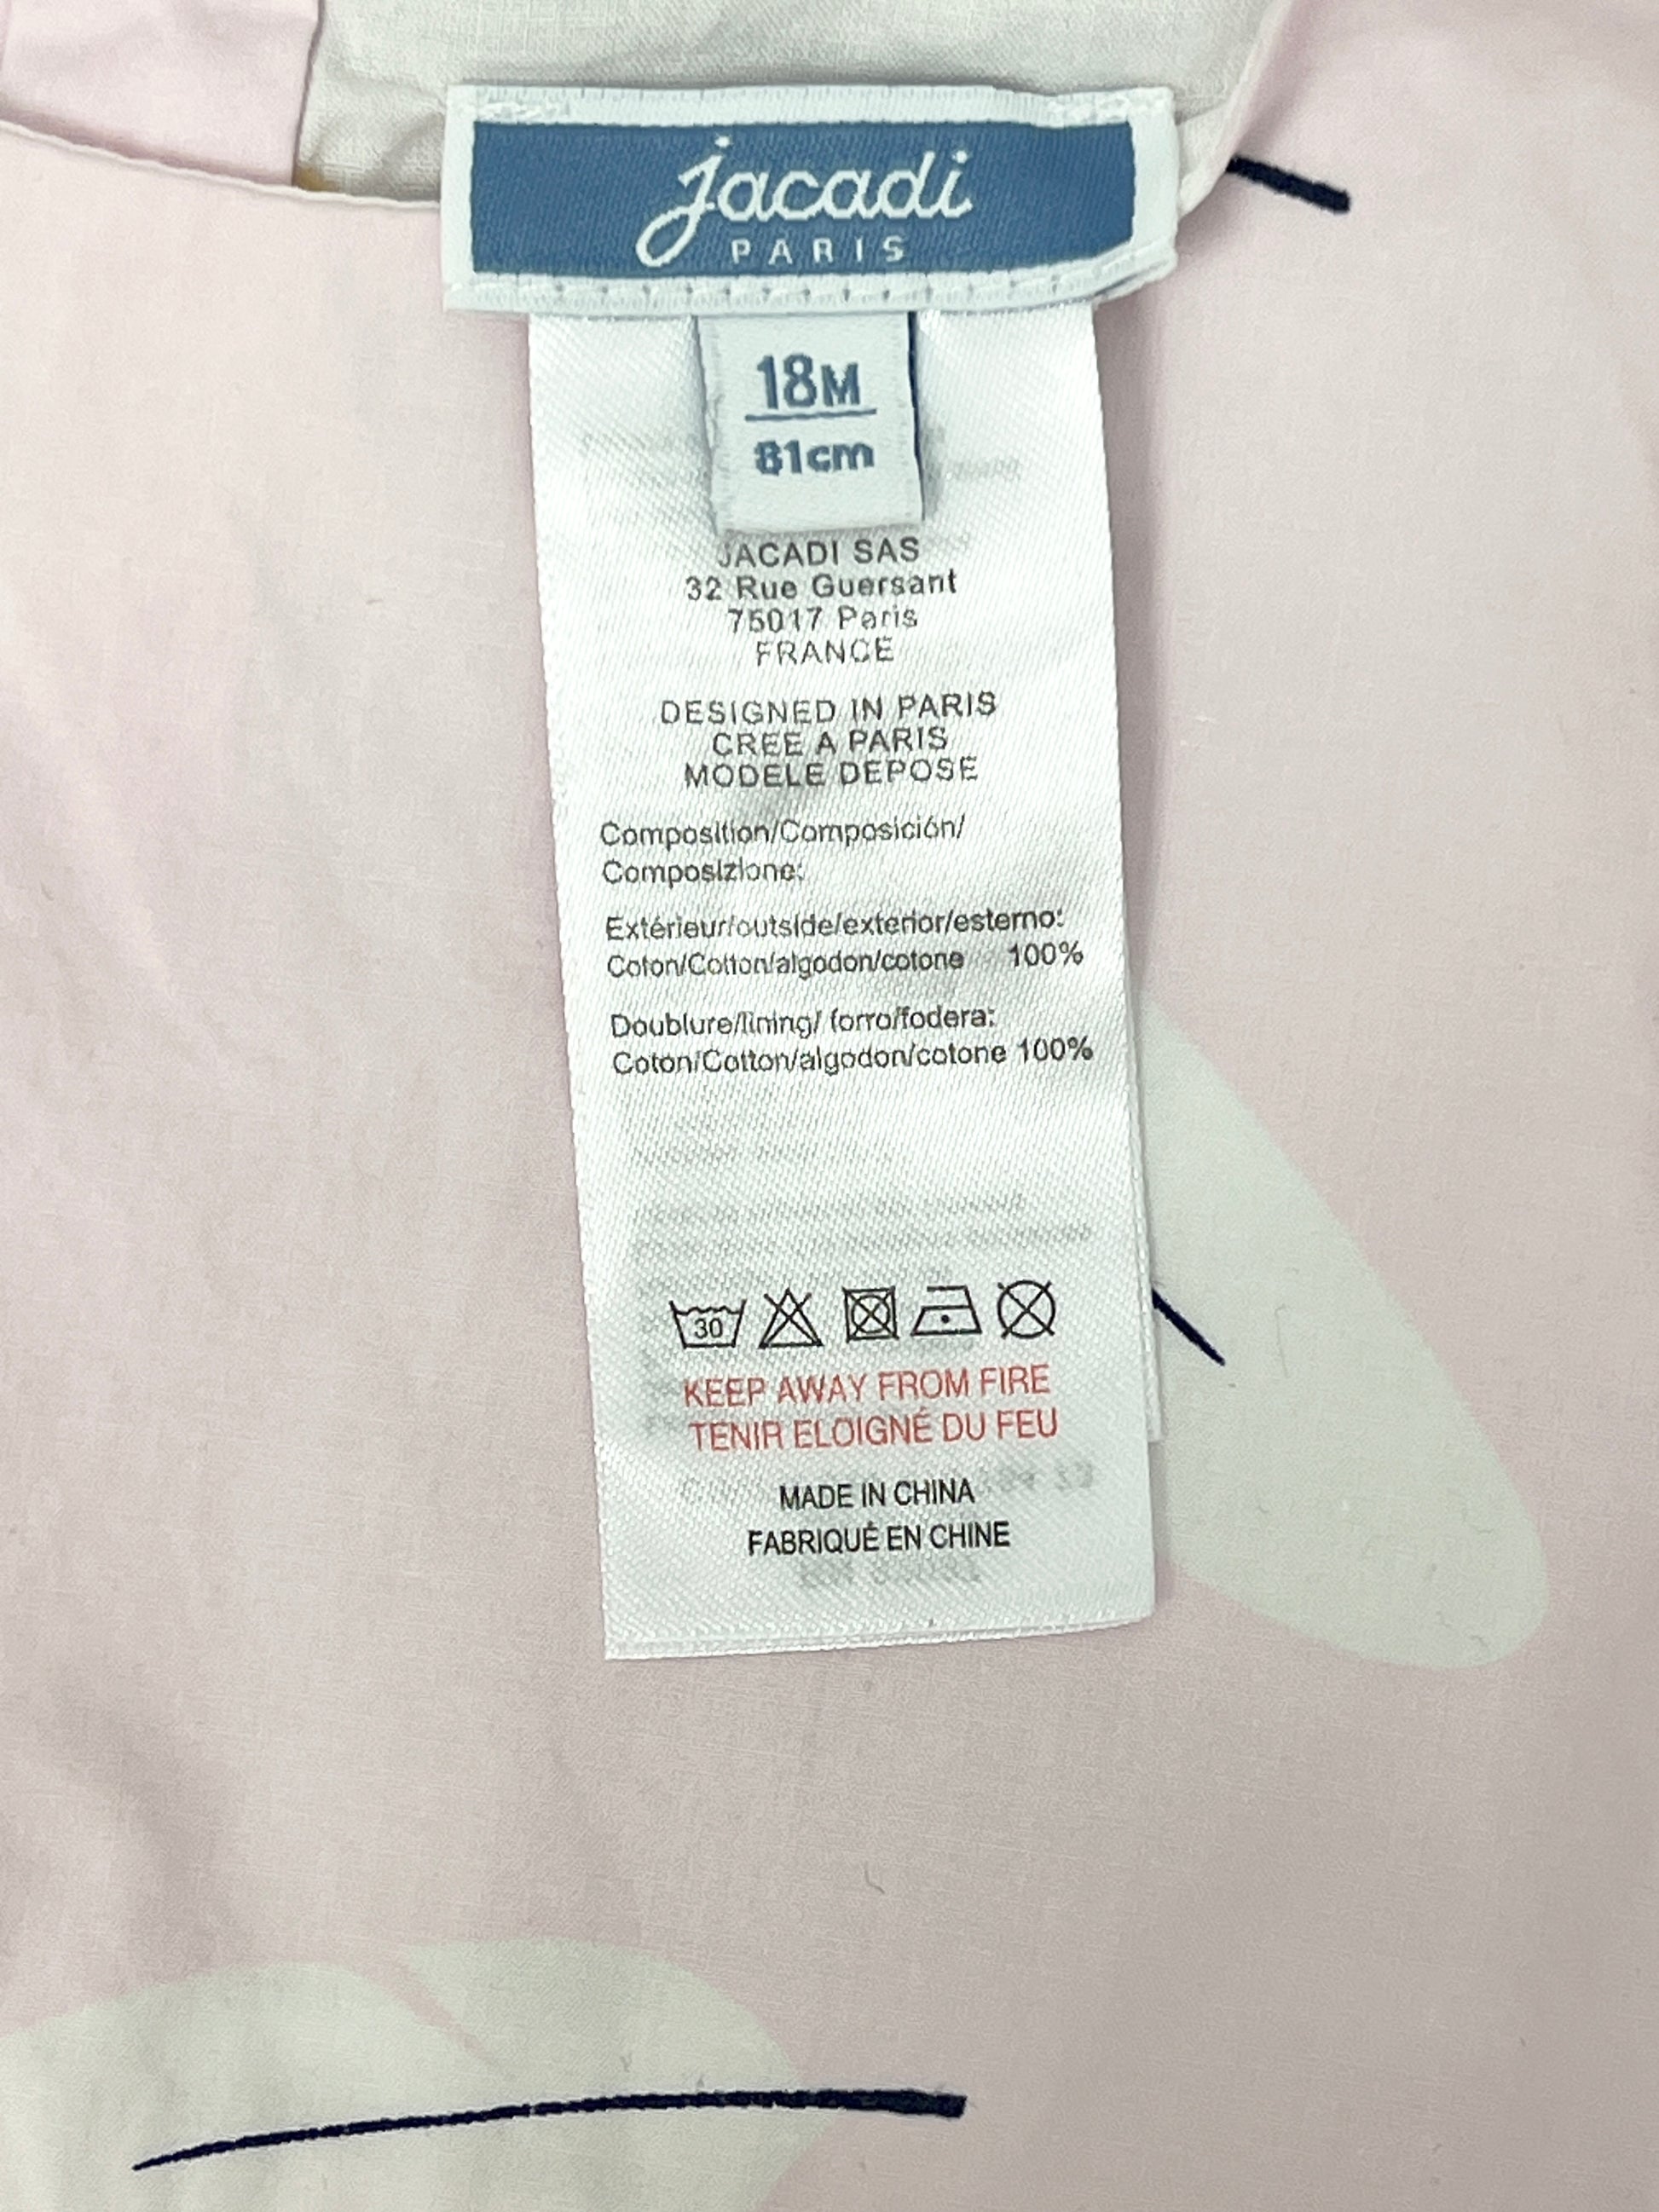 jacadi
PARIS
18M
81cm
JACADI SAS
32 Rue Guersant
75017 Paris
FRANCE
DESIGNED IN PARIS
CREE A PARIS
MODELE DEPOSE
Composition/Composición/
Composizione:
Extérieur/outside/exterior/esterno:
Coton/Cotton/algodon/cotone 100%
Doublure/lining/ forro/fodera:
Coton/Cotton/algodon/cotone 100%
30
KEEP AWAY FROM FIRE
TENIR ELOIGNÉ DU FEU
MADE IN CHINA
FABRIQUÉ EN CHINE